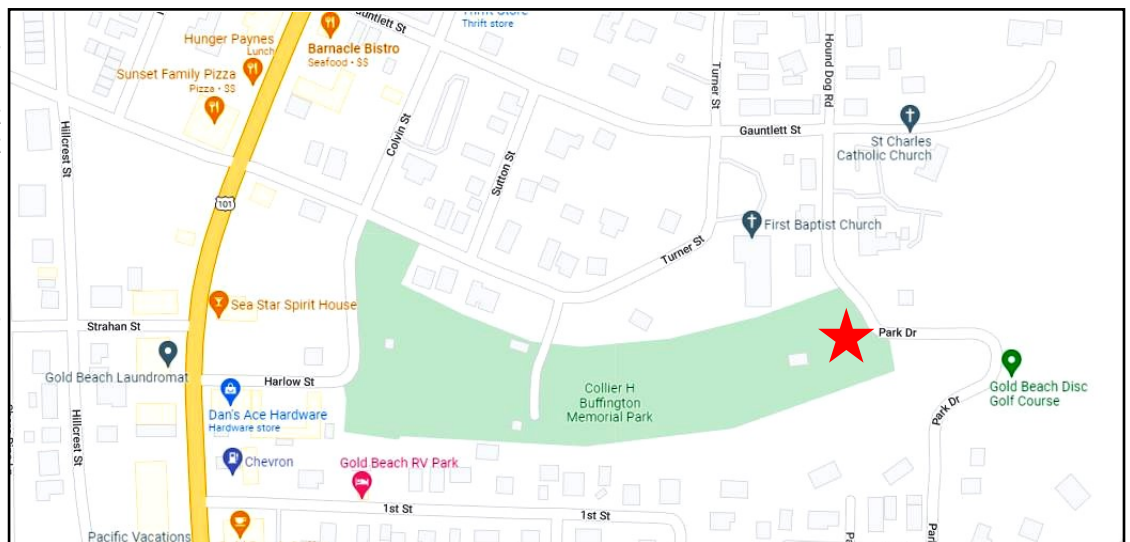 Thrift store
Gauntlett St
Hunger Paynes
Lunch
Barnacle Bistro
Seafood • $$
Sunset Family Pizza
Pizza • $$
Turner St
Hound Dog Rd
Hillcrest St
Colvin St
Sutton St
Gauntlett St
St Charles
Catholic Church
101
First Baptist Church
Turner St
Sea Star Spirit House
Strahan St
Park Dr
Gold Beach Laundromat
Harlow St
Collier H
Buffington
Memorial Park
Gold Beach Disc
Golf Course
Dan's Ace Hardware
Hardware store
Park Dr
Hillcrest St
Chevron
Gold Beach RV Park
1st St
1st St
Pacific Vacations